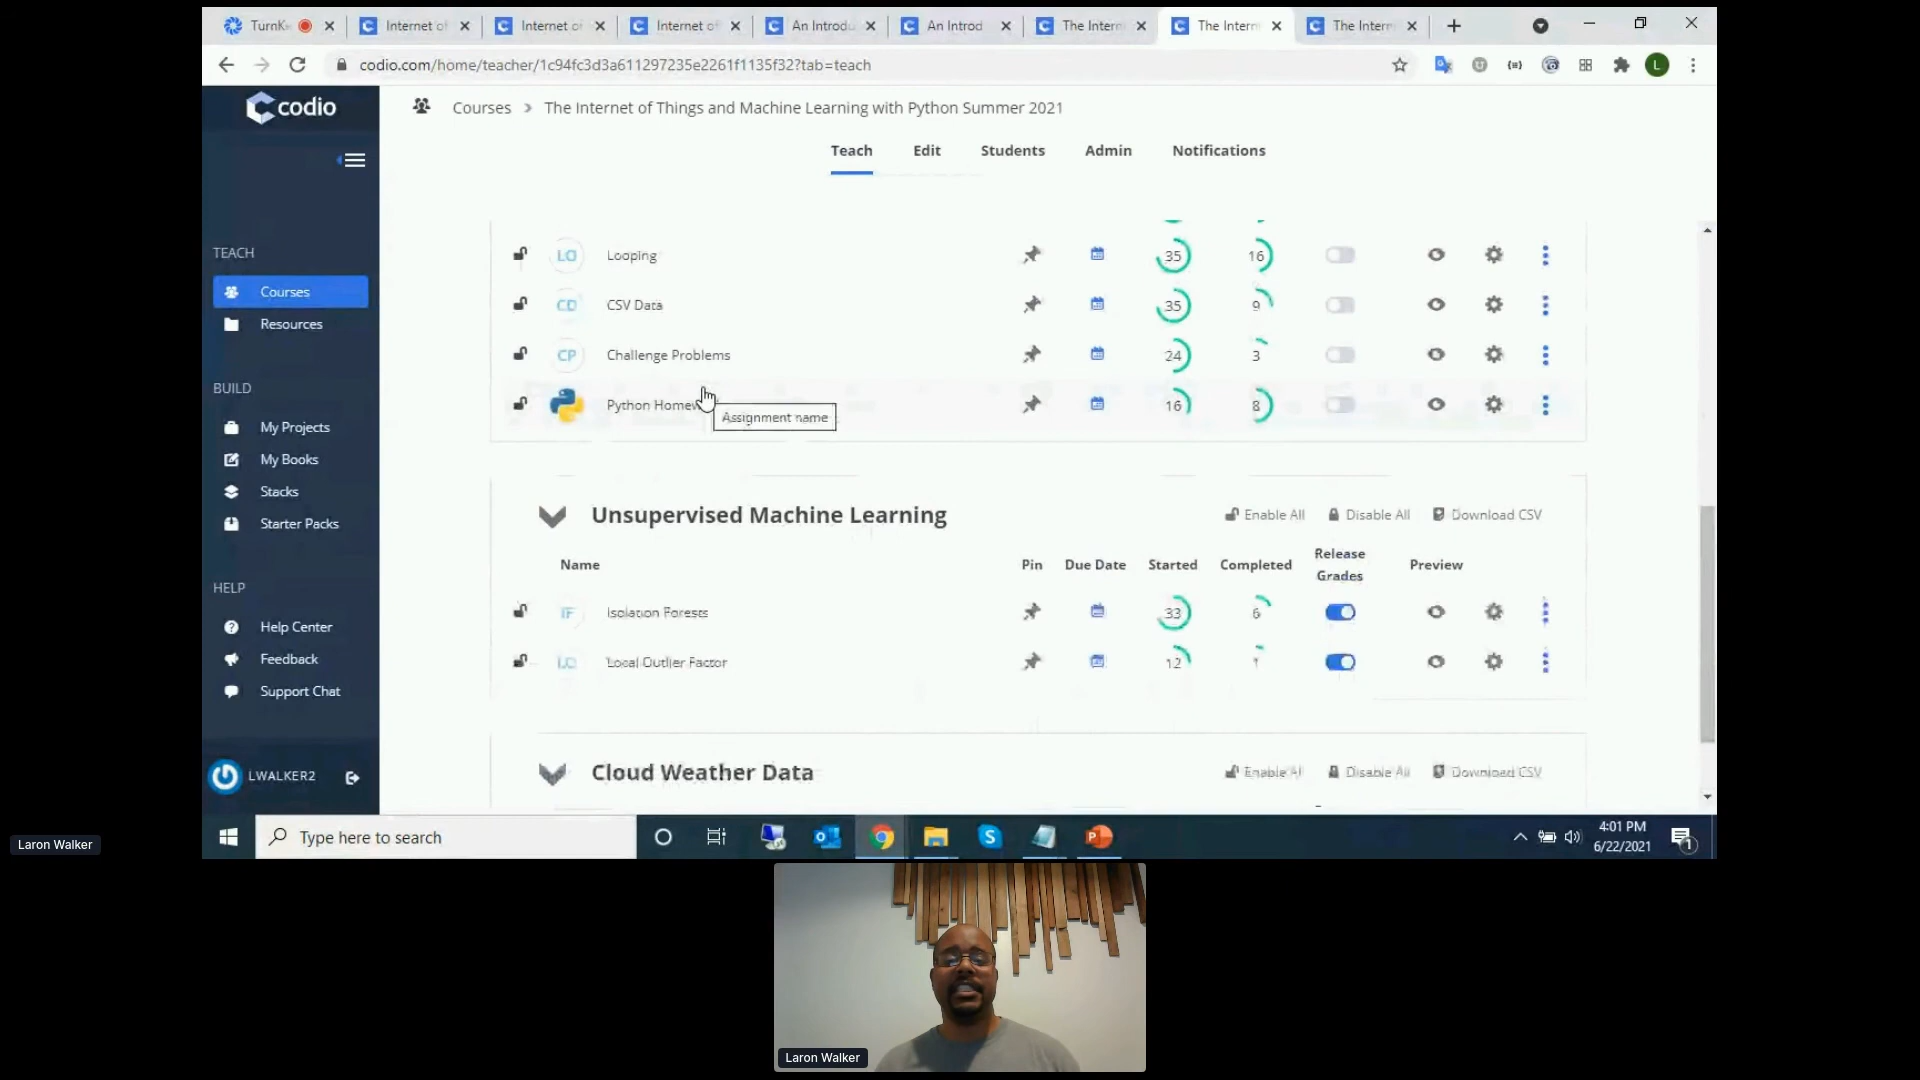 TurnK
Internet of
Internet of
Internet of
An Introdu
An Introd
The Intern
The Intern
The Intern
codio.com/home/teacher/1c94fc3d3a611297235e2261f1135f32?tab=teach
L
codio
Courses > The Internet of Things and Machine Learning with Python Summer 2021
Teach Edit Students Admin Notifications
TEACH
Courses
Resources
BUILD
My Projects
My Books
Stacks
Starter Packs
HELP
Help Center
Feedback
Support Chat
LWALKER2
LO Looping 35 16
CD CSV Data 35 9
CP Challenge Problems 24 3
Python Homew 16 8
Assignment name
Unsupervised Machine Learning Enable All Disable All Download CSV
Name Pin Due Date Started Completed Release Grades Preview
IF Isolation Forests 33 6
LO Local Outlier Factor 12 1
Cloud Weather Data Enable All Disable All Download CSV
Type here to search
4:01 PM
6/22/2021
1
Laron Walker
Laron Walker